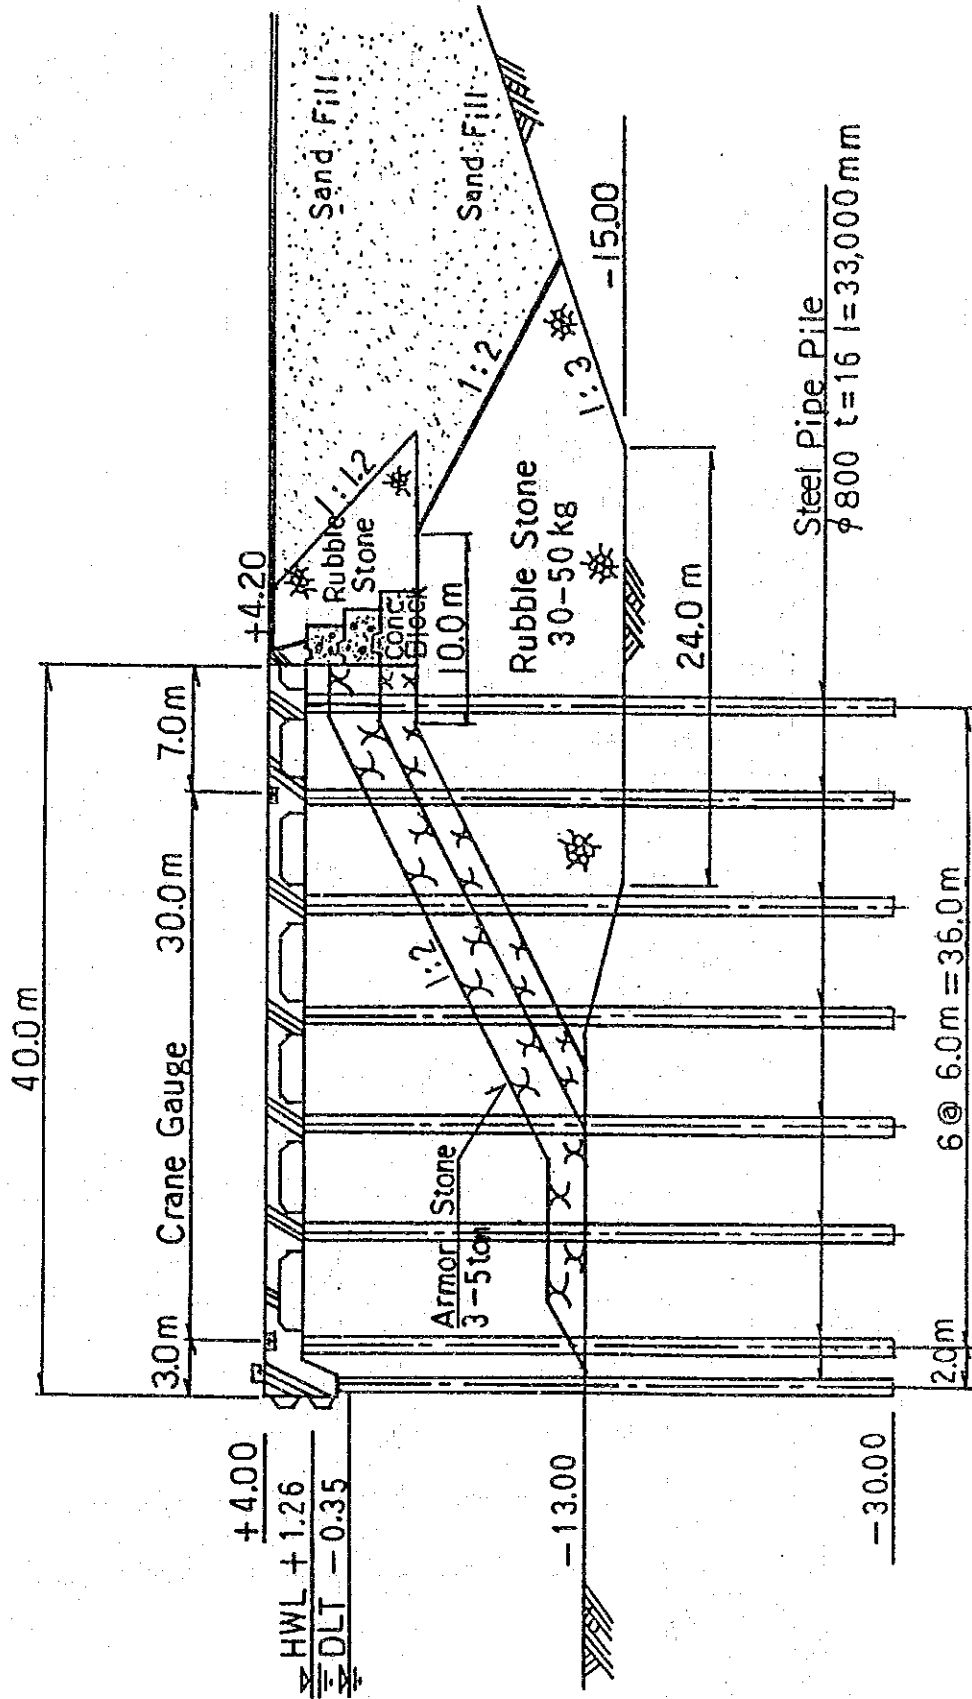 40.0m
3.0m
Crane Gauge 30.0m
7.0m
+4.00
+4.20
HWL +1.26
DLT -0.35
Sand Fill
Sand Fill
1:1.2
Rubble
Stone
Conc.
Block
10.0m
1:2
1:2
1:3
Armor Stone
3-5ton
Rubble Stone
30-50kg
-13.00
-15.00
24.0m
Steel Pipe Pile
φ800 t=16 l=33,000mm
-30.00
2.0m
6@ 6.0m=36.0m